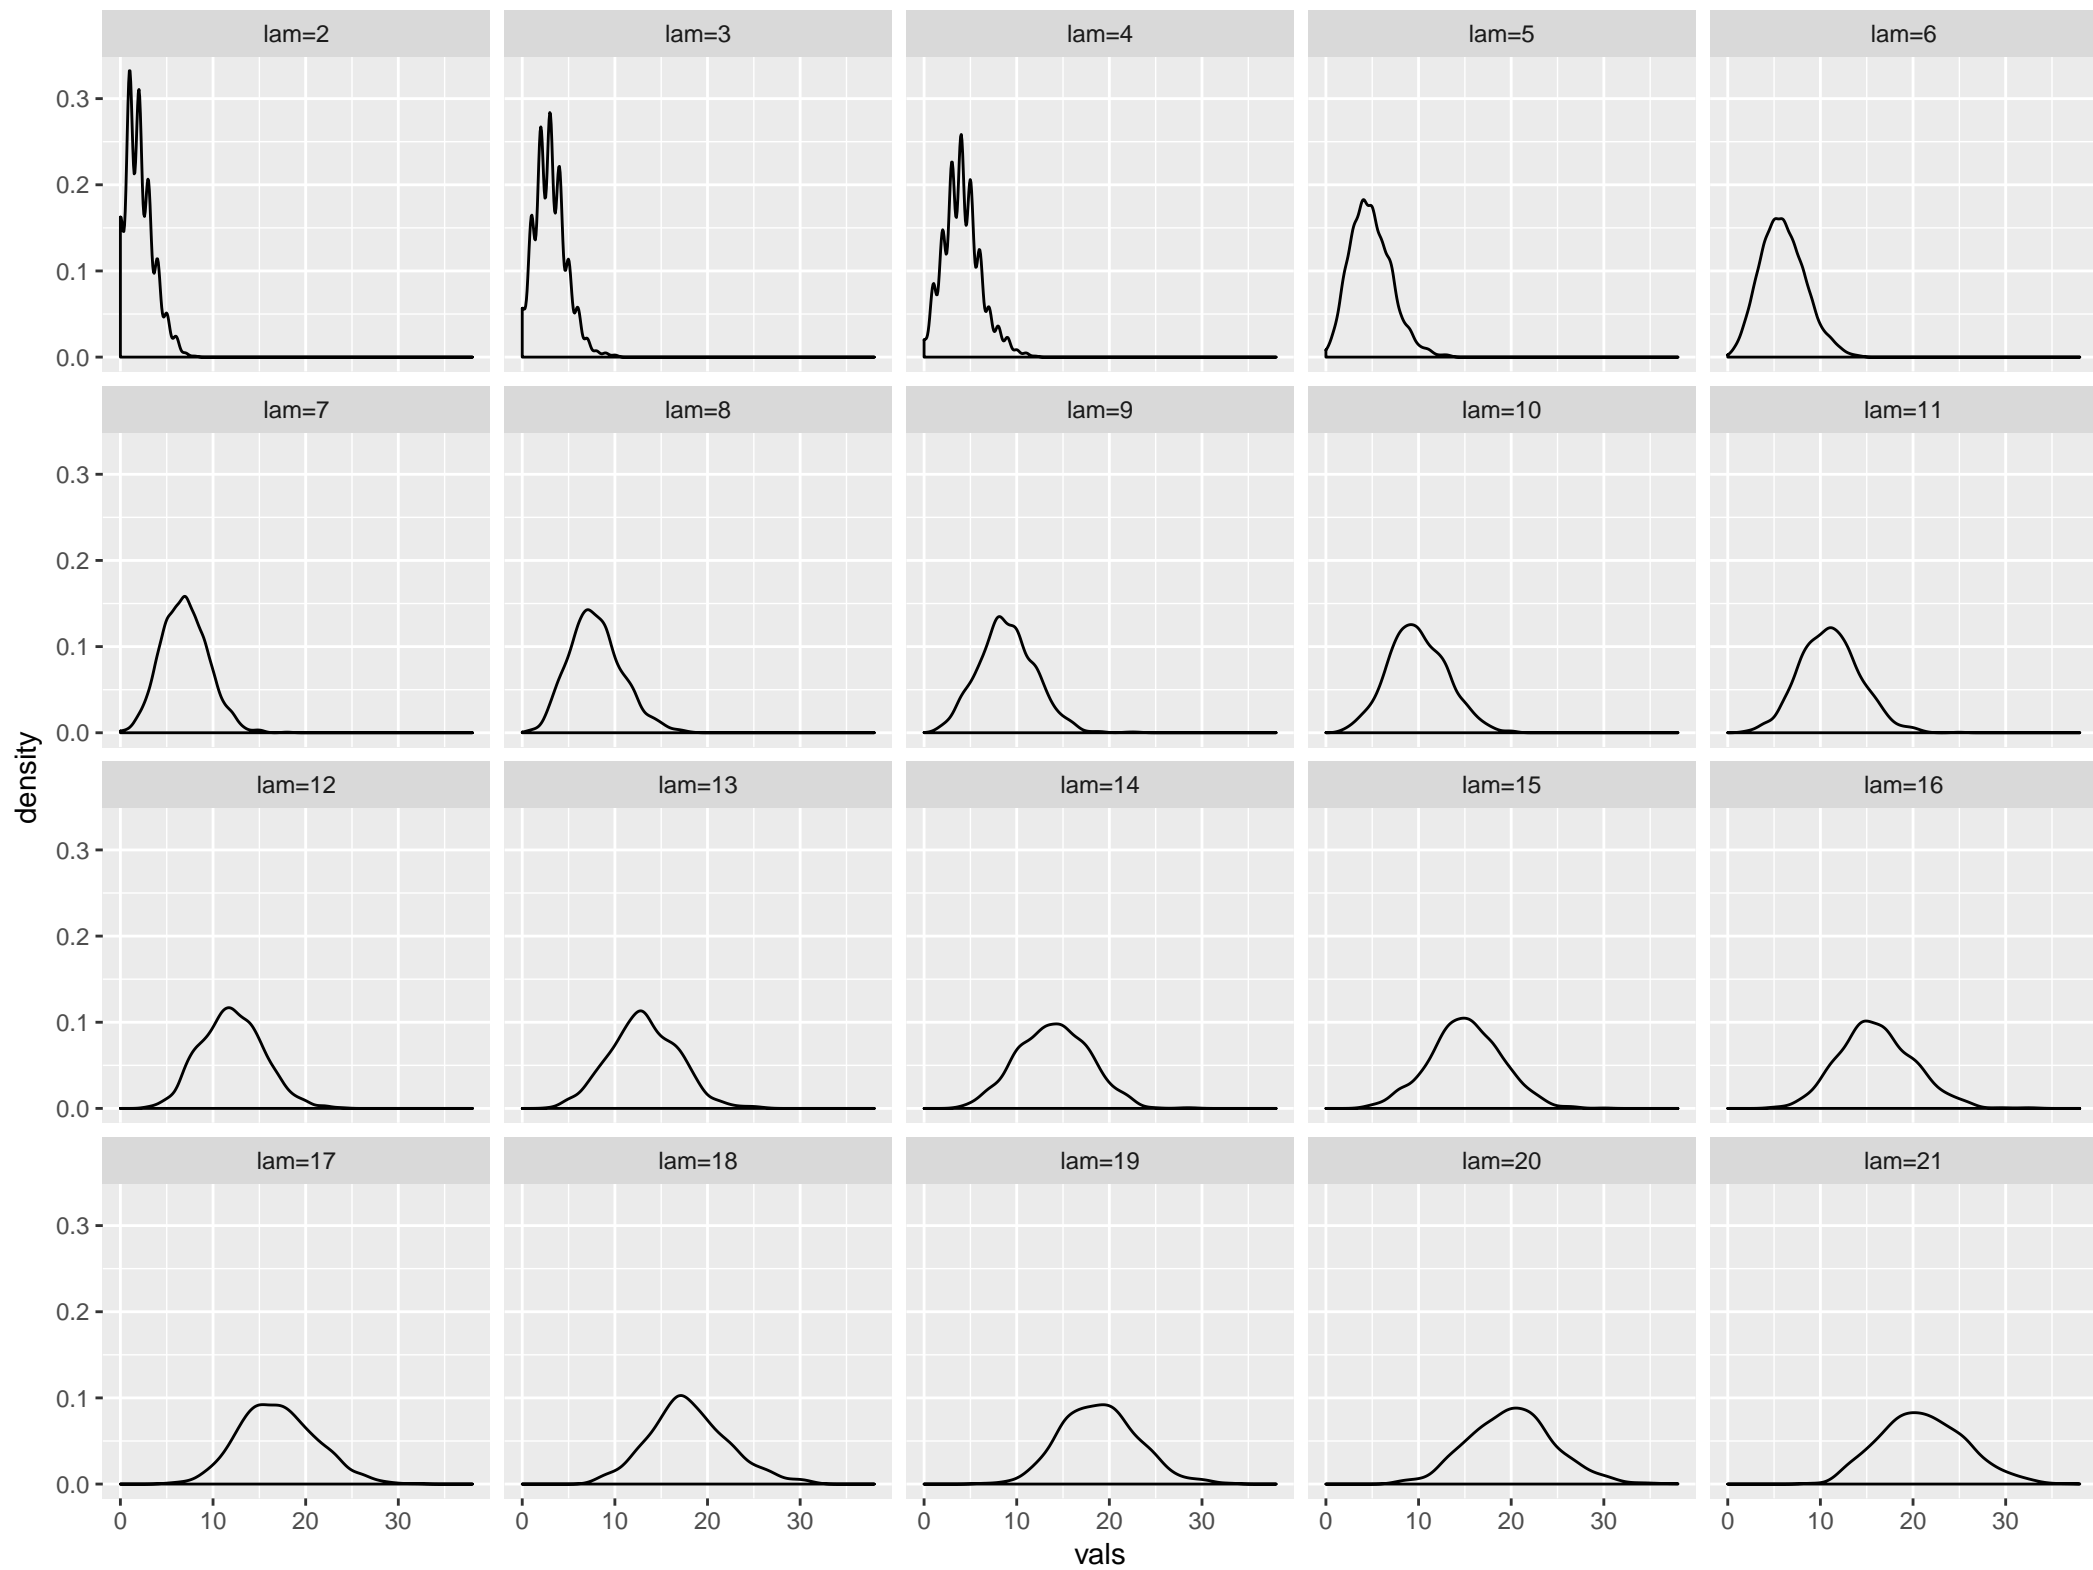 lam=2 lam=3 lam=4 lam=5 lam=6
0.3
0.2
0.1
0.0
lam=7 lam=8 lam=9 lam=10 lam=11
0.3
0.2
0.1
0.0
density
lam=12 lam=13 lam=14 lam=15 lam=16
0.3
0.2
0.1
0.0
lam=17 lam=18 lam=19 lam=20 lam=21
0.3
0.2
0.1
0.0
0 10 20 30 0 10 20 30 0 10 20 30 0 10 20 30 0 10 20 30
vals